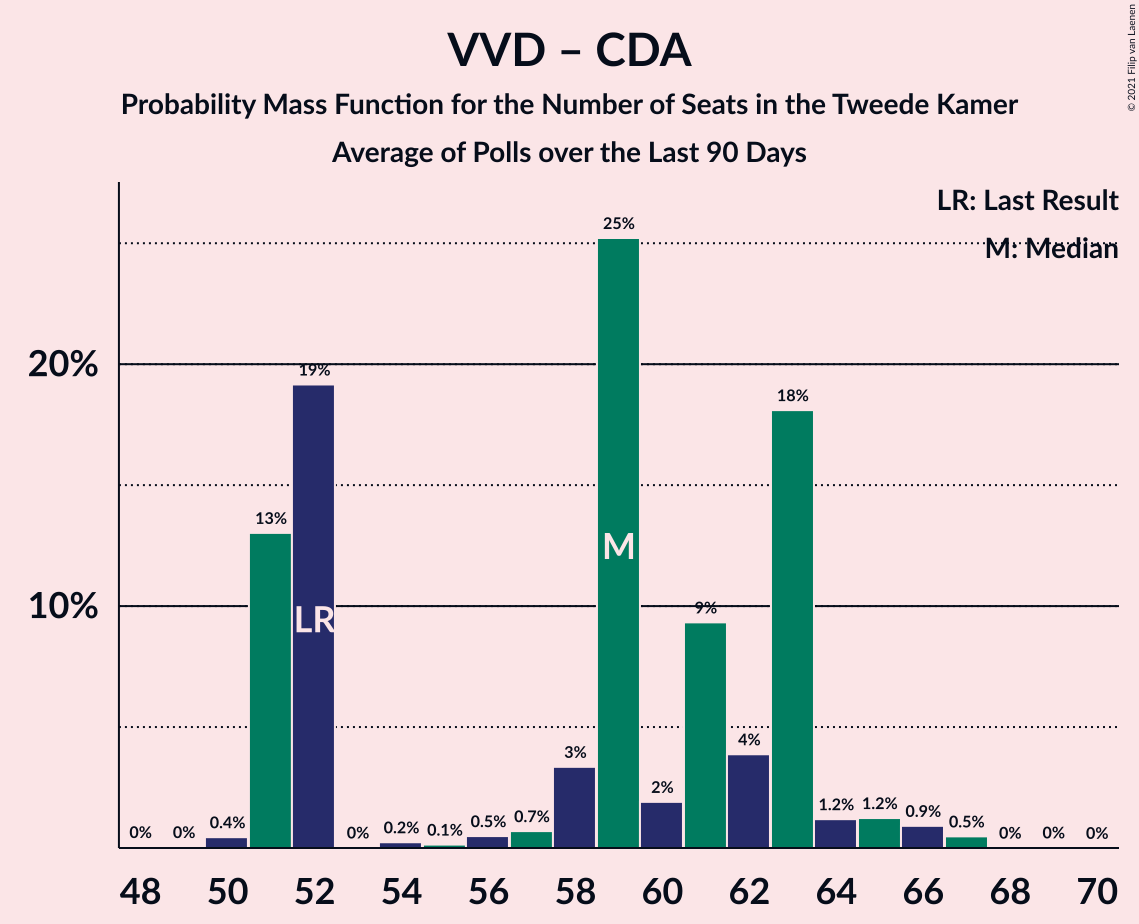 VVD – CDA
Probability Mass Function for the Number of Seats in the Tweede Kamer
Average of Polls over the Last 90 Days
© 2021 Filip van Laenen
LR: Last Result
M: Median
20%
10%
0% 0% 0.4% 13% 19% 0% 0.2% 0.1% 0.5% 0.7% 3% 25% 2% 9% 4% 18% 1.2% 1.2% 0.9% 0.5% 0% 0% 0%
LR
M
48 50 52 54 56 58 60 62 64 66 68 70